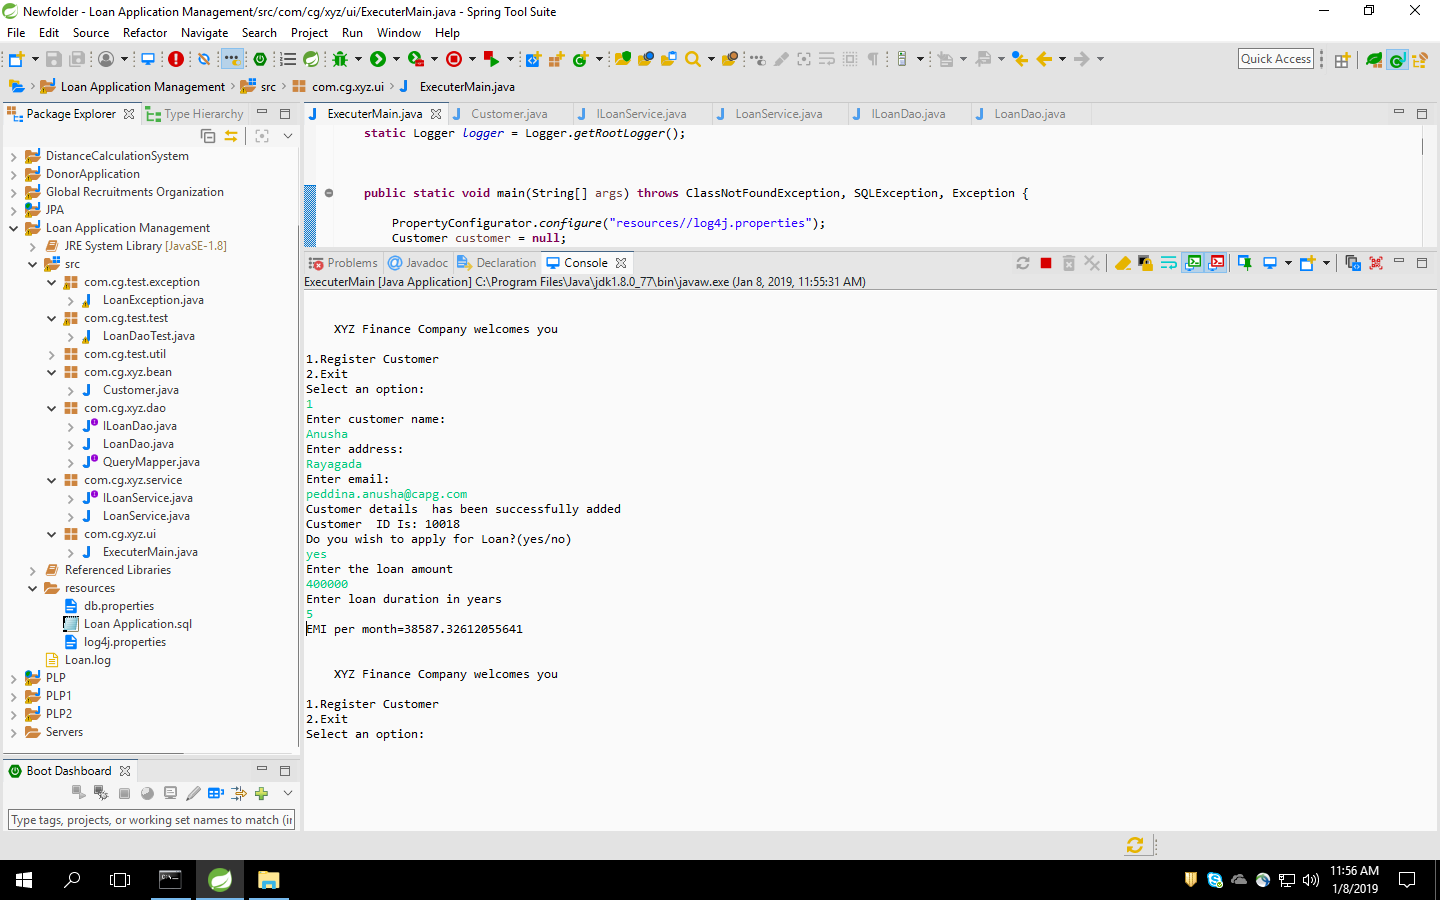 Newfolder - Loan Application Management/src/com/cg/xyz/ui/ExecuterMain.java - Spring Tool Suite
File Edit Source Refactor Navigate Search Project Run Window Help
Quick Access
Loan Application Management src com.cg.xyz.ui ExecuterMain.java
Package Explorer Type Hierarchy
DistanceCalculationSystem
DonorApplication
Global Recruitments Organization
JPA
Loan Application Management
JRE System Library [JavaSE-1.8]
src
com.cg.test.exception
LoanException.java
com.cg.test.test
LoanDaoTest.java
com.cg.test.util
com.cg.xyz.bean
Customer.java
com.cg.xyz.dao
ILoanDao.java
LoanDao.java
QueryMapper.java
com.cg.xyz.service
ILoanService.java
LoanService.java
com.cg.xyz.ui
ExecuterMain.java
Referenced Libraries
resources
db.properties
Loan Application.sql
log4j.properties
Loan.log
PLP
PLP1
PLP2
Servers
Boot Dashboard
Type tags, projects, or working set names to match (ir
ExecuterMain.java Customer.java ILoanService.java LoanService.java ILoanDao.java LoanDao.java
static Logger logger = Logger.getRootLogger();
public static void main(String[] args) throws ClassNotFoundException, SQLException, Exception {
PropertyConfigurator.configure("resources//log4j.properties");
Customer customer = null;
Problems Javadoc Declaration Console
ExecuterMain [Java Application] C:\Program Files\Java\jdk1.8.0_77\bin\javaw.exe (Jan 8, 2019, 11:55:31 AM)
XYZ Finance Company welcomes you
1.Register Customer
2.Exit
Select an option:
1
Enter customer name:
Anusha
Enter address:
Rayagada
Enter email:
peddina.anusha@capg.com
Customer details  has been successfully added
Customer  ID Is: 10018
Do you wish to apply for Loan?(yes/no)
yes
Enter the loan amount
400000
Enter loan duration in years
5
EMI per month=38587.32612055641
XYZ Finance Company welcomes you
1.Register Customer
2.Exit
Select an option:
11:56 AM
1/8/2019